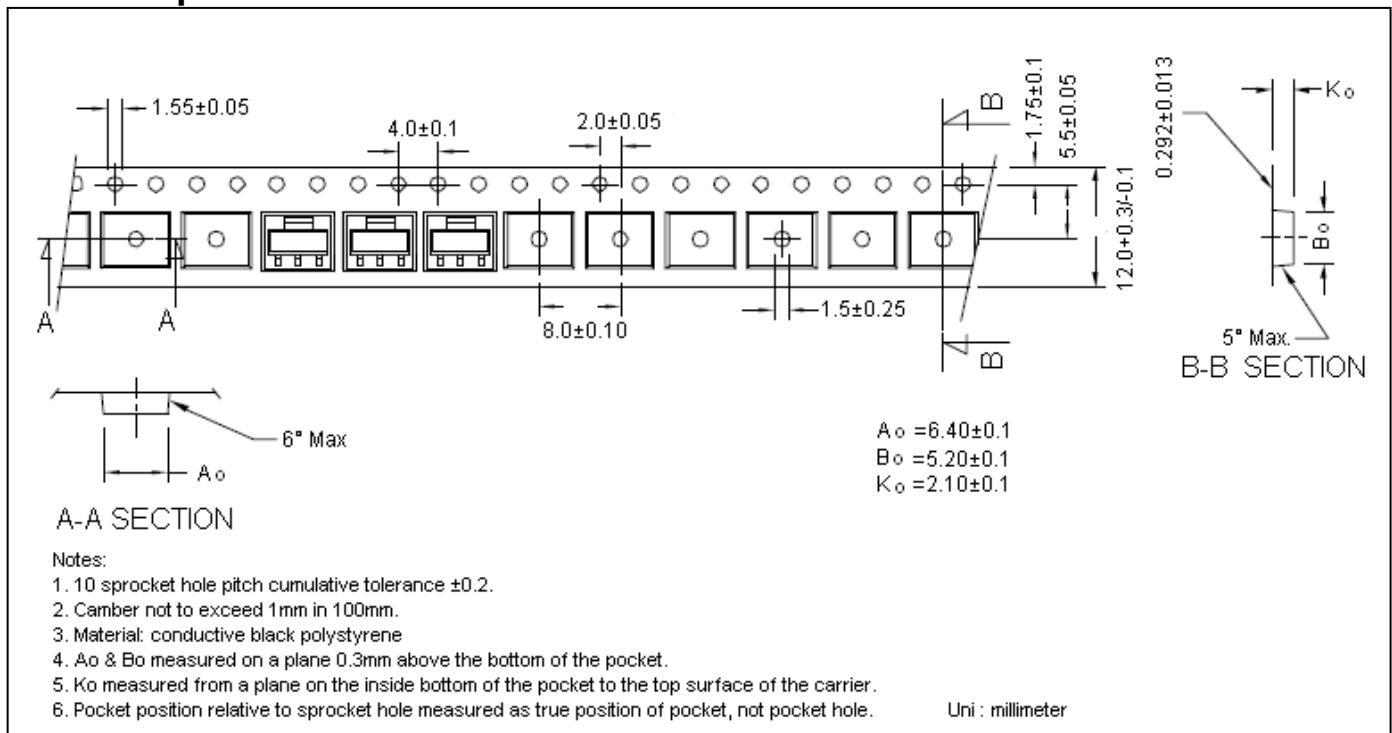 1.55±0.05
4.0±0.1
2.0±0.05
B
1.75±0.1
5.5±0.05
0.292±0.013
Ko
Bo
12.0+0.3/-0.1
A
A
8.0±0.10
1.5±0.25
B
5° Max.
B-B SECTION
6° Max
Ao
A-A SECTION
Ao =6.40±0.1
Bo =5.20±0.1
Ko =2.10±0.1
Notes:
1. 10 sprocket hole pitch cumulative tolerance ±0.2.
2. Camber not to exceed 1mm in 100mm.
3. Material: conductive black polystyrene
4. Ao & Bo measured on a plane 0.3mm above the bottom of the pocket.
5. Ko measured from a plane on the inside bottom of the pocket to the top surface of the carrier.
6. Pocket position relative to sprocket hole measured as true position of pocket, not pocket hole. Uni : millimeter